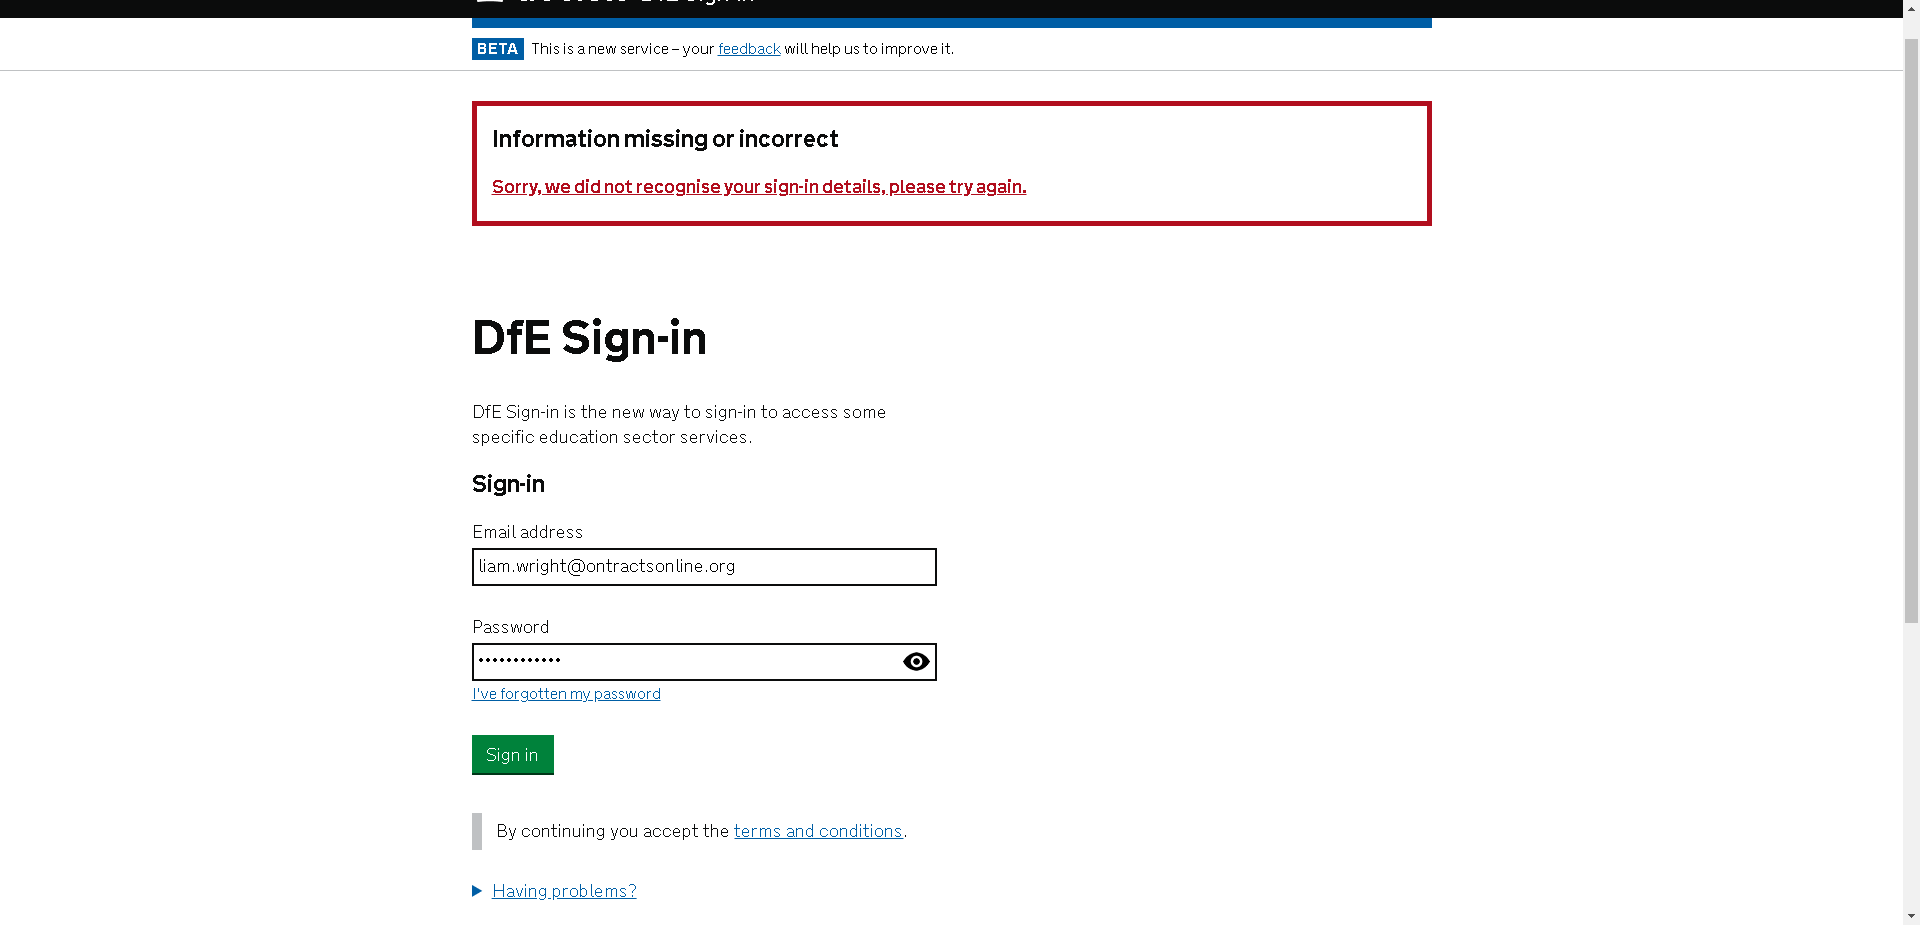 BETA This is a new service – your feedback will help us to improve it.
Information missing or incorrect
Sorry, we did not recognise your sign-in details, please try again.
DfE Sign-in
DfE Sign-in is the new way to sign-in to access some
specific education sector services.
Sign-in
Email address
liam.wright@ontractsonline.org
Password
••••••••••••
I've forgotten my password
Sign in
By continuing you accept the terms and conditions.
Having problems?